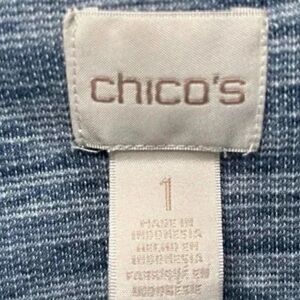 chico's
1
MADE IN
INDONESIA
HECHO EN
INDONESIA
FABRIQUÉ EN
INDONÉSIE